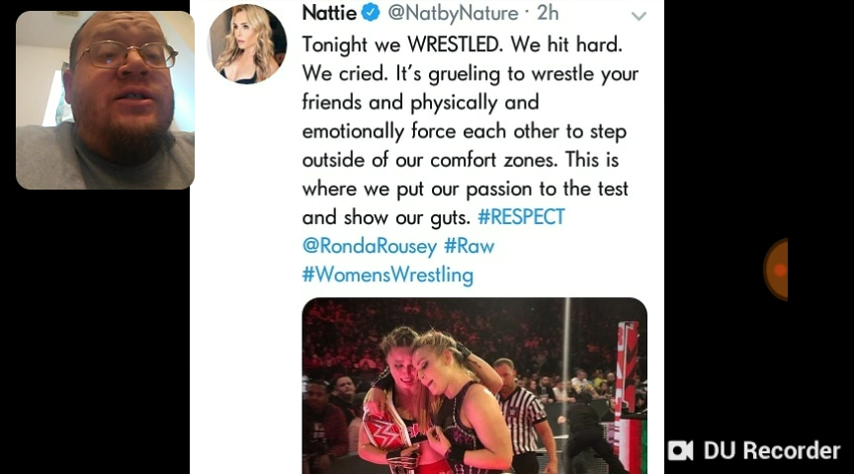 Nattie @NatbyNature · 2h
Tonight we WRESTLED. We hit hard.
We cried. It's grueling to wrestle your
friends and physically and
emotionally force each other to step
outside of our comfort zones. This is
where we put our passion to the test
and show our guts. #RESPECT
@RondaRousey #Raw
#WomensWrestling
DU Recorder